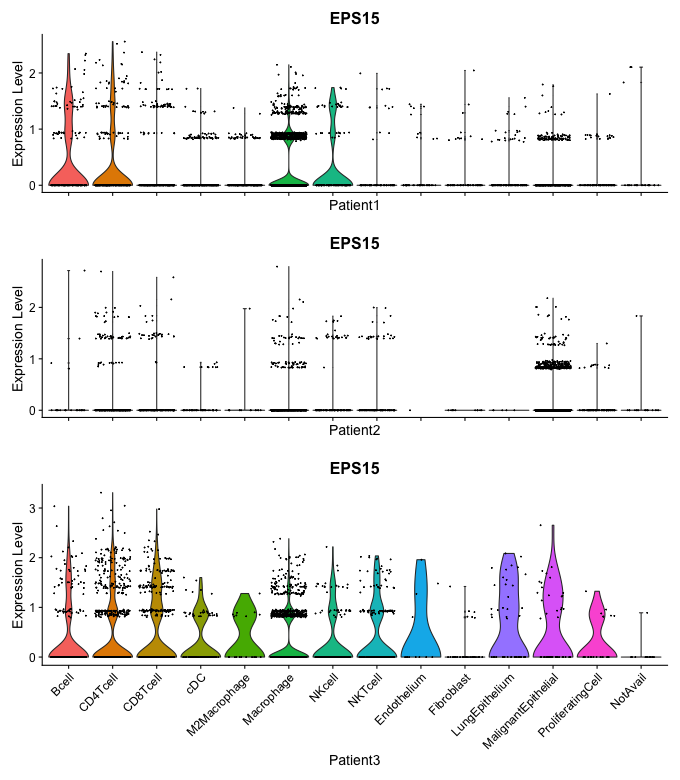 EPS15
Expression Level
2
1
0
Patient1
EPS15
Expression Level
2
1
0
Patient2
EPS15
Expression Level
3
2
1
0
Bcell
CD4Tcell
CD8Tcell
cDC
M2Macrophage
Macrophage
NKcell
NKTcell
Endothelium
Fibroblast
LungEpithelium
MalignantEpithelial
ProliferatingCell
NotAvail
Patient3